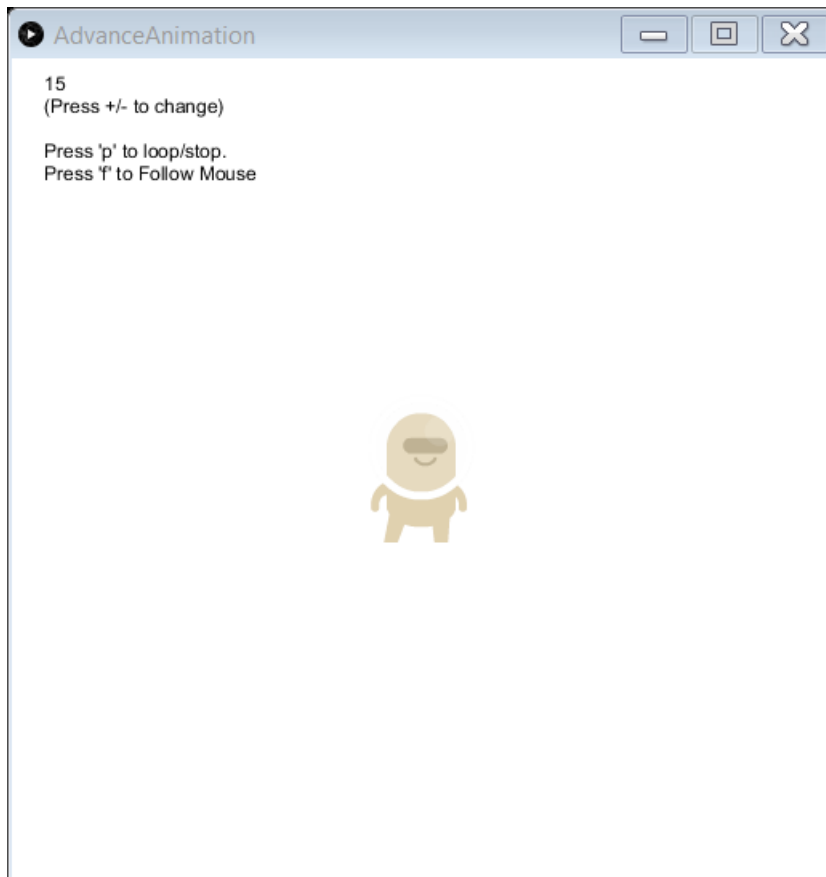 AdvanceAnimation
15
(Press +/- to change)
Press 'p' to loop/stop.
Press 'f' to Follow Mouse